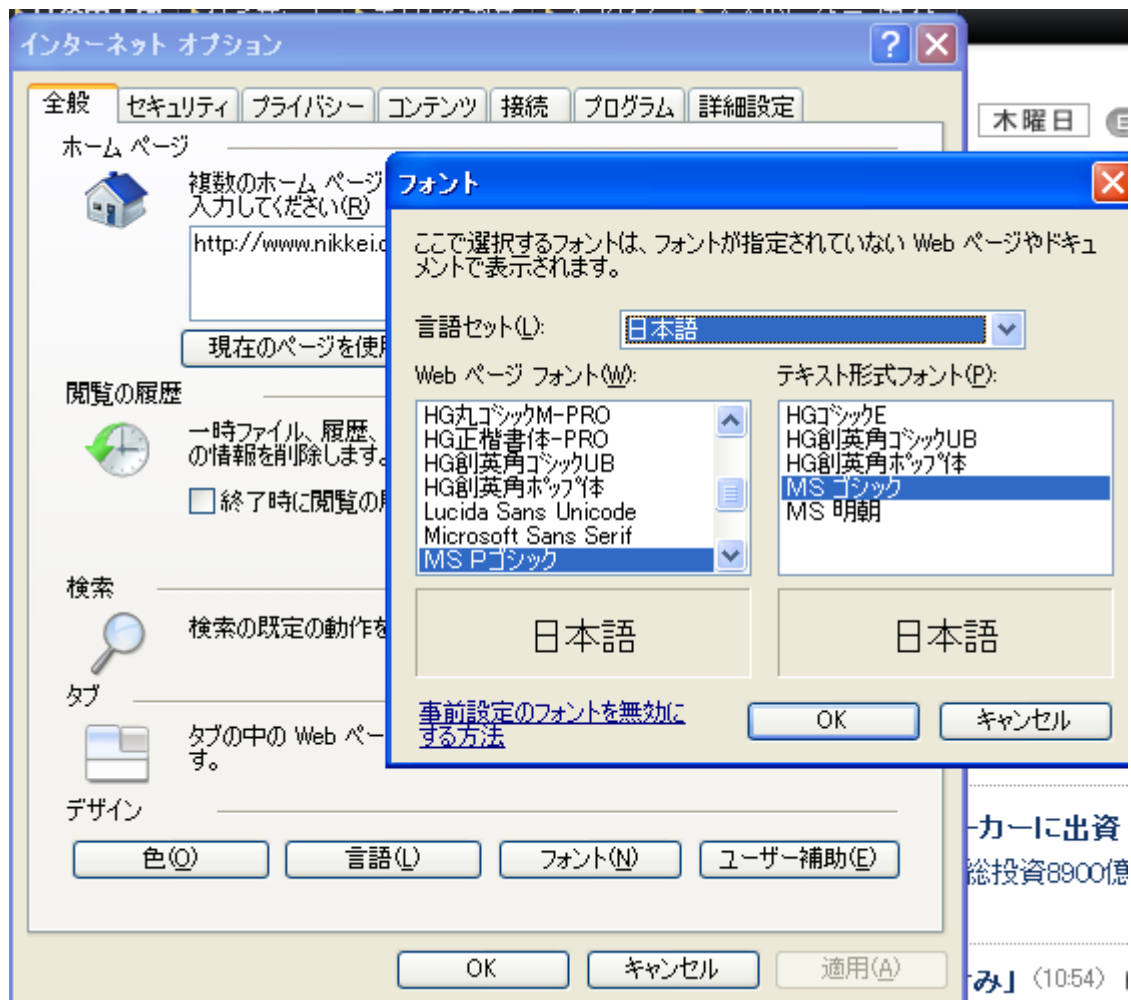 インターネット オプション
全般
セキュリティ
プライバシー
コンテンツ
接続
プログラム
詳細設定
ホーム ページ
複数のホーム ページ
入力してください(R)
http://www.nikkei.c
現在のページを使用
閲覧の履歴
一時ファイル、履歴、
の情報を削除します。
終了時に閲覧の
検索
検索の既定の動作を
タブ
タブの中の Web ペー
す。
デザイン
色(O)
言語(L)
フォント(N)
ユーザー補助(E)
OK
キャンセル
適用(A)
フォント
ここで選択するフォントは、フォントが指定されていない Web ページやドキュ
メントで表示されます。
言語セット(L):
日本語
Web ページ フォント(W):
HG丸ゴシックM-PRO
HG正楷書体-PRO
HG創英角ゴシックUB
HG創英角ポップ体
Lucida Sans Unicode
Microsoft Sans Serif
MS Pゴシック
日本語
テキスト形式フォント(P):
HGゴシックE
HG創英角ゴシックUB
HG創英角ポップ体
MS ゴシック
MS 明朝
日本語
事前設定のフォントを無効に
する方法
OK
キャンセル
木曜日
ーカーに出資
総投資8900億
み」 (10:54)